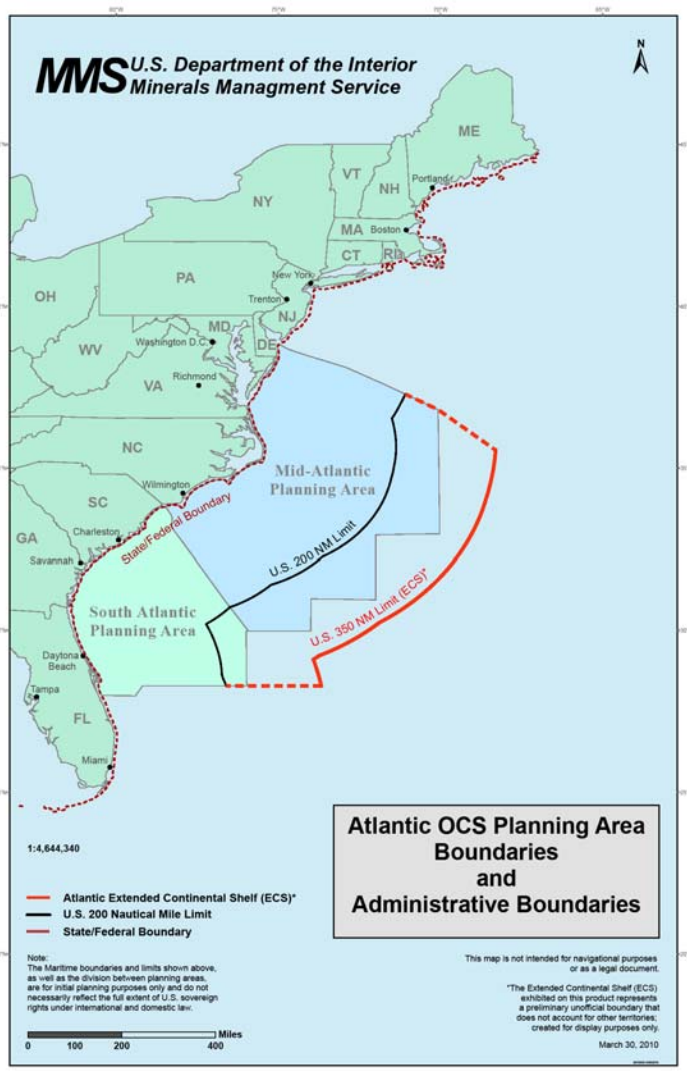 MMS U.S. Department of the Interior
Minerals Managment Service
N
ME
VT
NH
Portland
NY
MA
Boston
CT
RI
New York
PA
Trenton
OH
NJ
MD
Washington D.C.
DE
WV
Richmond
VA
NC
Mid-Atlantic
Planning Area
Wilmington
SC
State/Federal Boundary
Charleston
GA
U.S. 200 NM Limit
Savannah
South Atlantic
Planning Area
U.S. 350 NM Limit (ECS)*
Daytona
Beach
Tampa
FL
Miami
1:4,644,340
Atlantic OCS Planning Area
Boundaries
and
Administrative Boundaries
Atlantic Extended Continental Shelf (ECS)*
U.S. 200 Nautical Mile Limit
State/Federal Boundary
Note:
The Maritime boundaries and limits shown above,
as well as the division between planning areas,
are for initial planning purposes only and do not
necessarily reflect the full extent of U.S. sovereign
rights under international and domestic law.
Miles
0 100 200 400
This map is not intended for navigational purposes
or as a legal document.
*The Extended Continental Shelf (ECS)
exhibited on this product represents
a preliminary unofficial boundary that
does not account for other territories;
created for display purposes only.
March 30, 2010